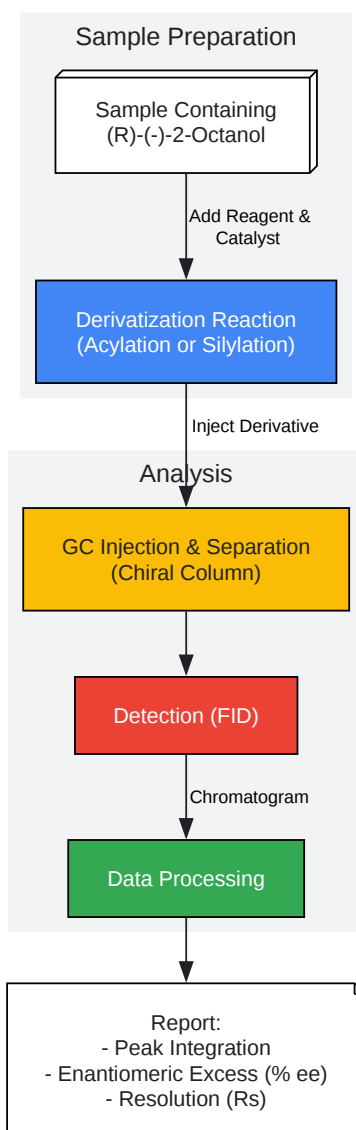 Sample Preparation
Sample Containing
(R)-(-)-2-Octanol
Add Reagent &
Catalyst
Derivatization Reaction
(Acylation or Silylation)
Inject Derivative
Analysis
GC Injection & Separation
(Chiral Column)
Detection (FID)
Chromatogram
Data Processing
Report:
- Peak Integration
- Enantiomeric Excess (% ee)
- Resolution (Rs)